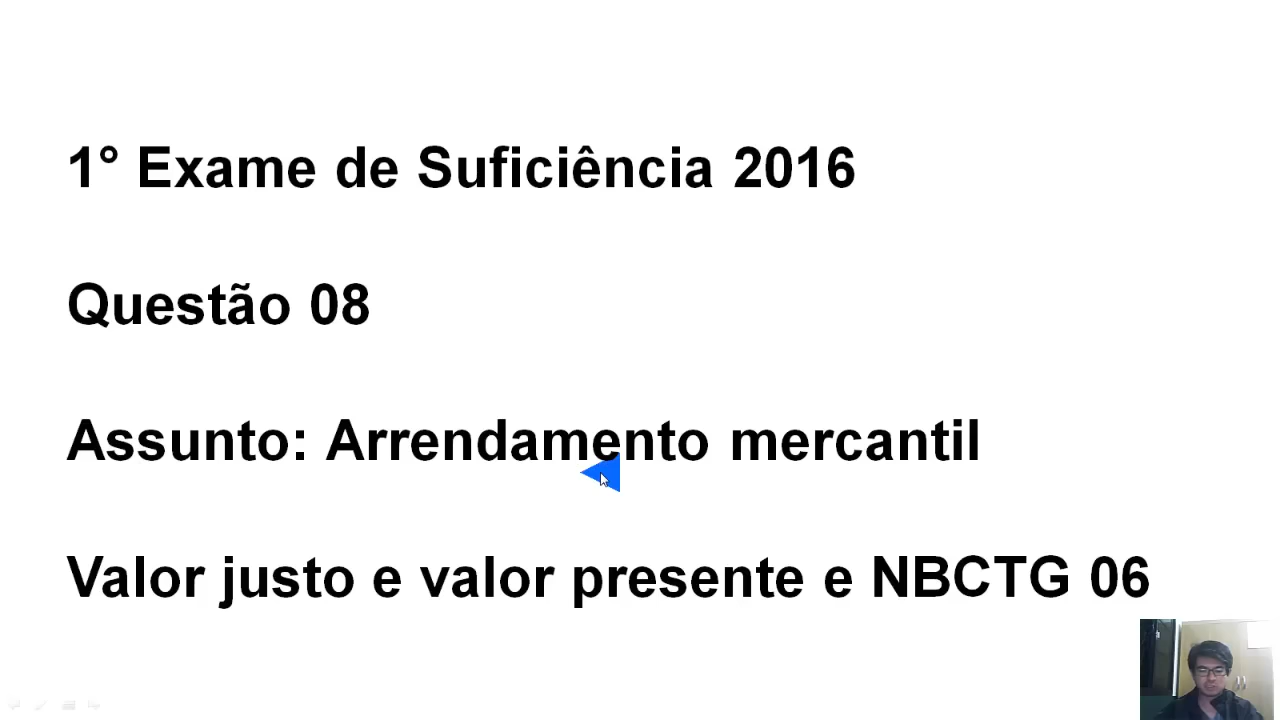 1° Exame de Suficiência 2016
Questão 08
Assunto: Arrendamento mercantil
Valor justo e valor presente e NBCTG 06